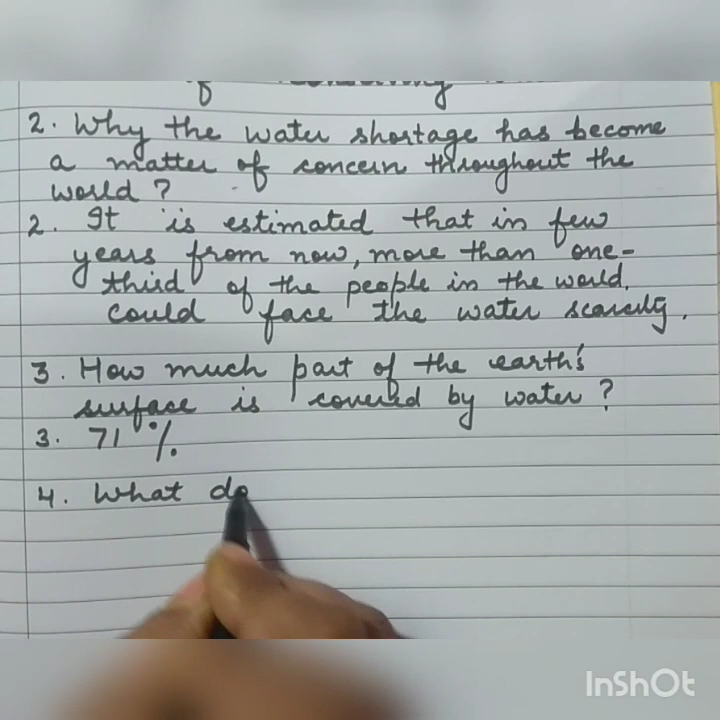 of
2. Why the water shortage has become
a matter of concern throughout the
world ?
2. It is estimated that in few
years from now, more than one-
third of the people in the world.
could face the water scarcity.
3. How much part of the earth's
surface is covered by water ?
3. 71 %.
4. What do
InShOt